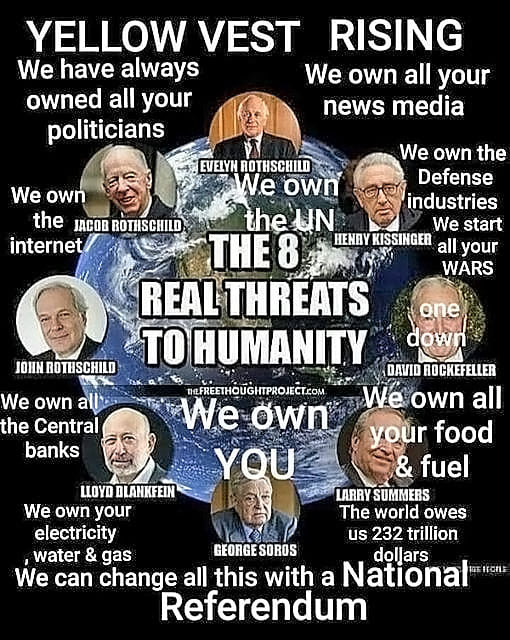 YELLOW VEST RISING
We have always
owned all your
politicians
We own all your
news media
EVELYN ROTHSCHILD
We own
the UN
We own
the
internet
JACOB ROTHSCHILD
We own the
Defense
industries
We start
all your
WARS
HENRY KISSINGER
THE 8
REAL THREATS
TO HUMANITY
JOHN ROTHSCHILD
one
down
DAVID ROCKEFELLER
THEFREETHOUGHTPROJECT.COM
We own all
the Central
banks
We own
YOU
We own all
your food
& fuel
LLOYD BLANKFEIN
LARRY SUMMERS
We own your
electricity
, water & gas
GEORGE SOROS
The world owes
us 232 trillion
dollars
We can change all this with a National
Referendum